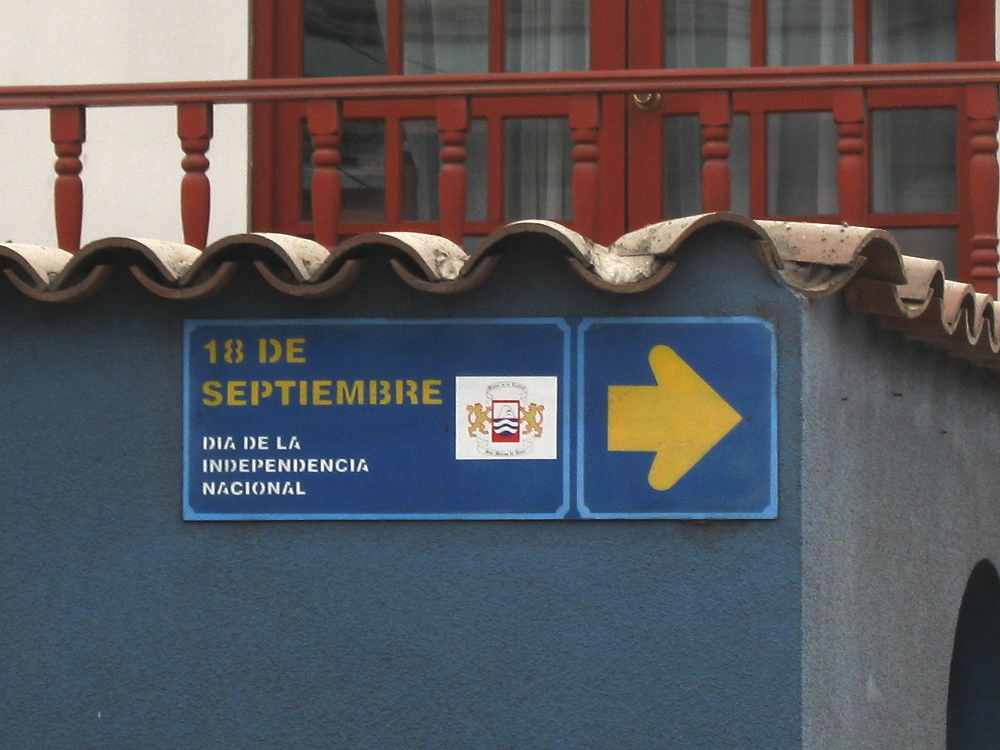 18 DE
SEPTIEMBRE
DIA DE LA
INDEPENDENCIA
NACIONAL